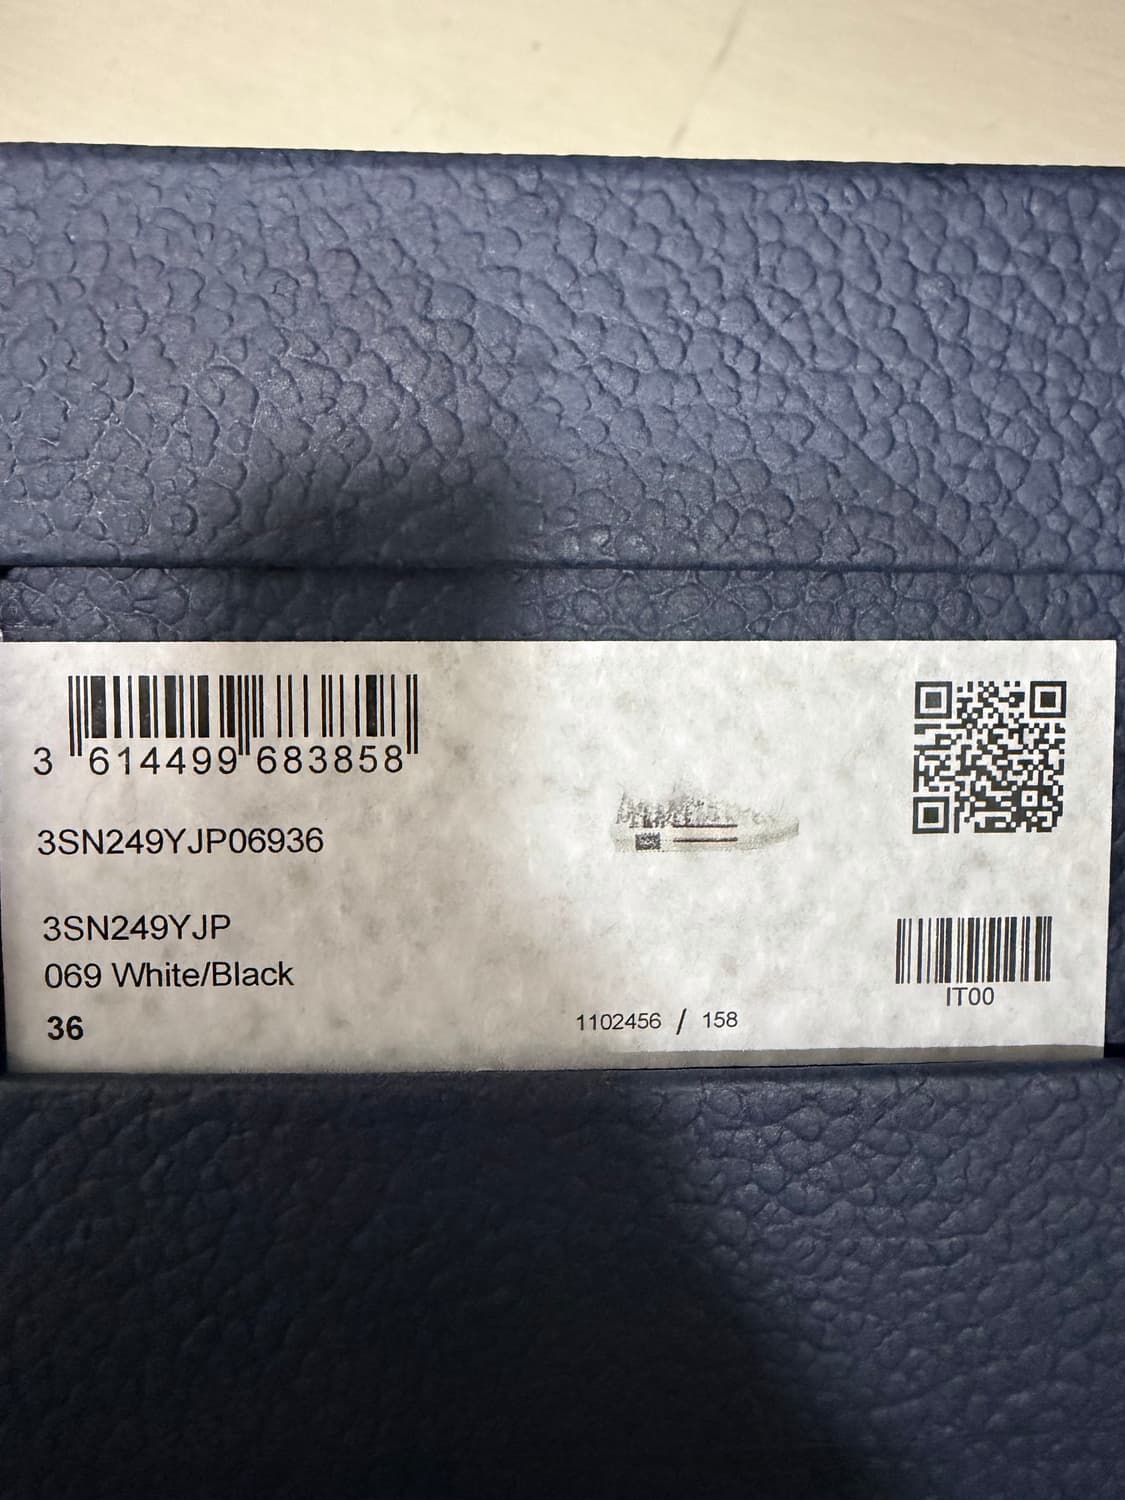 3 614499 683858
3SN249YJP06936
3SN249YJP
069 White/Black
36
1102456 / 158
IT00